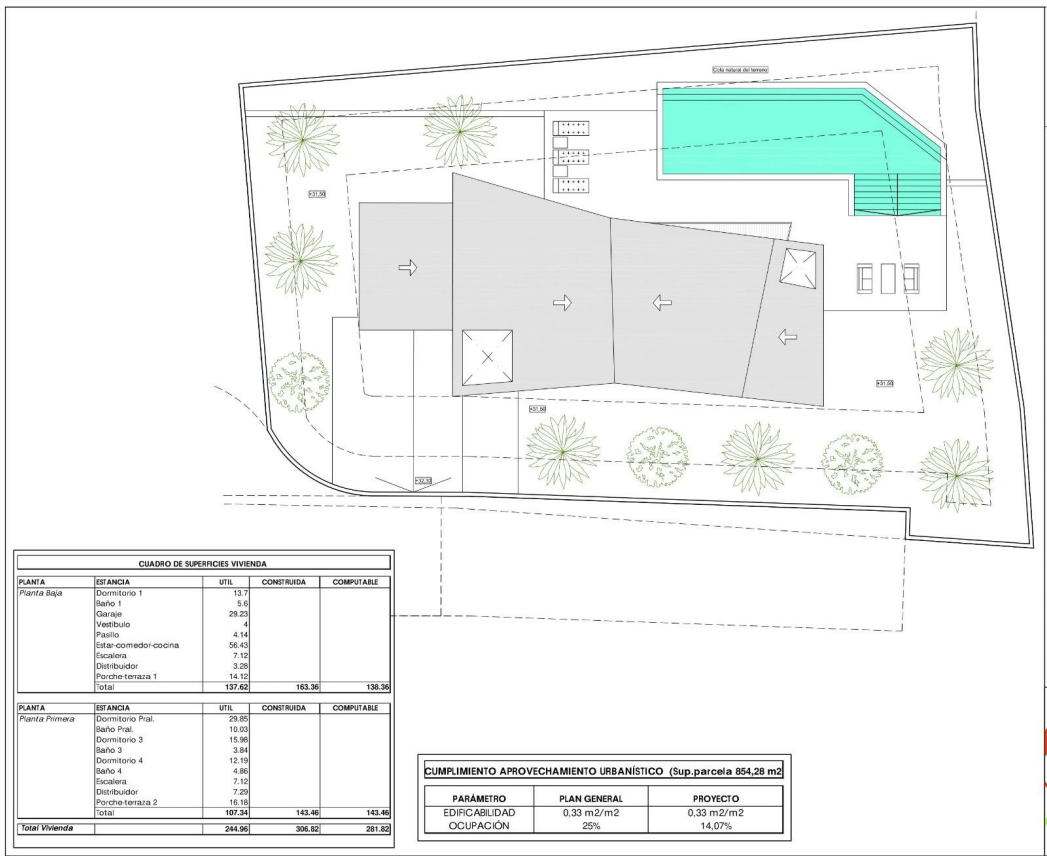 Cota natural del terreno
+31,50
+31,50
+31,50
+32,30
CUADRO DE SUPERFICIES VIVIENDA
PLANTA ESTANCIA UTIL CONSTRUIDA COMPUTABLE
Planta Baja Dormitorio 1 13.7
Baño 1 5.6
Garaje 29.23
Vestíbulo 4
Pasillo 4.14
Estar-comedor-cocina 56.43
Escalera 7.12
Distribuidor 3.28
Porche-terraza 1 14.12
Total 137.62 163.36 138.36
PLANTA ESTANCIA UTIL CONSTRUIDA COMPUTABLE
Planta Primera Dormitorio Pral. 29.85
Baño Pral. 10.03
Dormitorio 3 15.98
Baño 3 3.84
Dormitorio 4 12.19
Baño 4 4.86
Escalera 7.12
Distribuidor 7.29
Porche-terraza 2 16.18
Total 107.34 143.46 143.46
Total Vivienda 244.96 306.82 281.82
CUMPLIMIENTO APROVECHAMIENTO URBANÍSTICO (Sup.parcela 854,28 m2
PARÁMETRO PLAN GENERAL PROYECTO
EDIFICABILIDAD 0,33 m2/m2 0,33 m2/m2
OCUPACIÓN 25% 14,07%